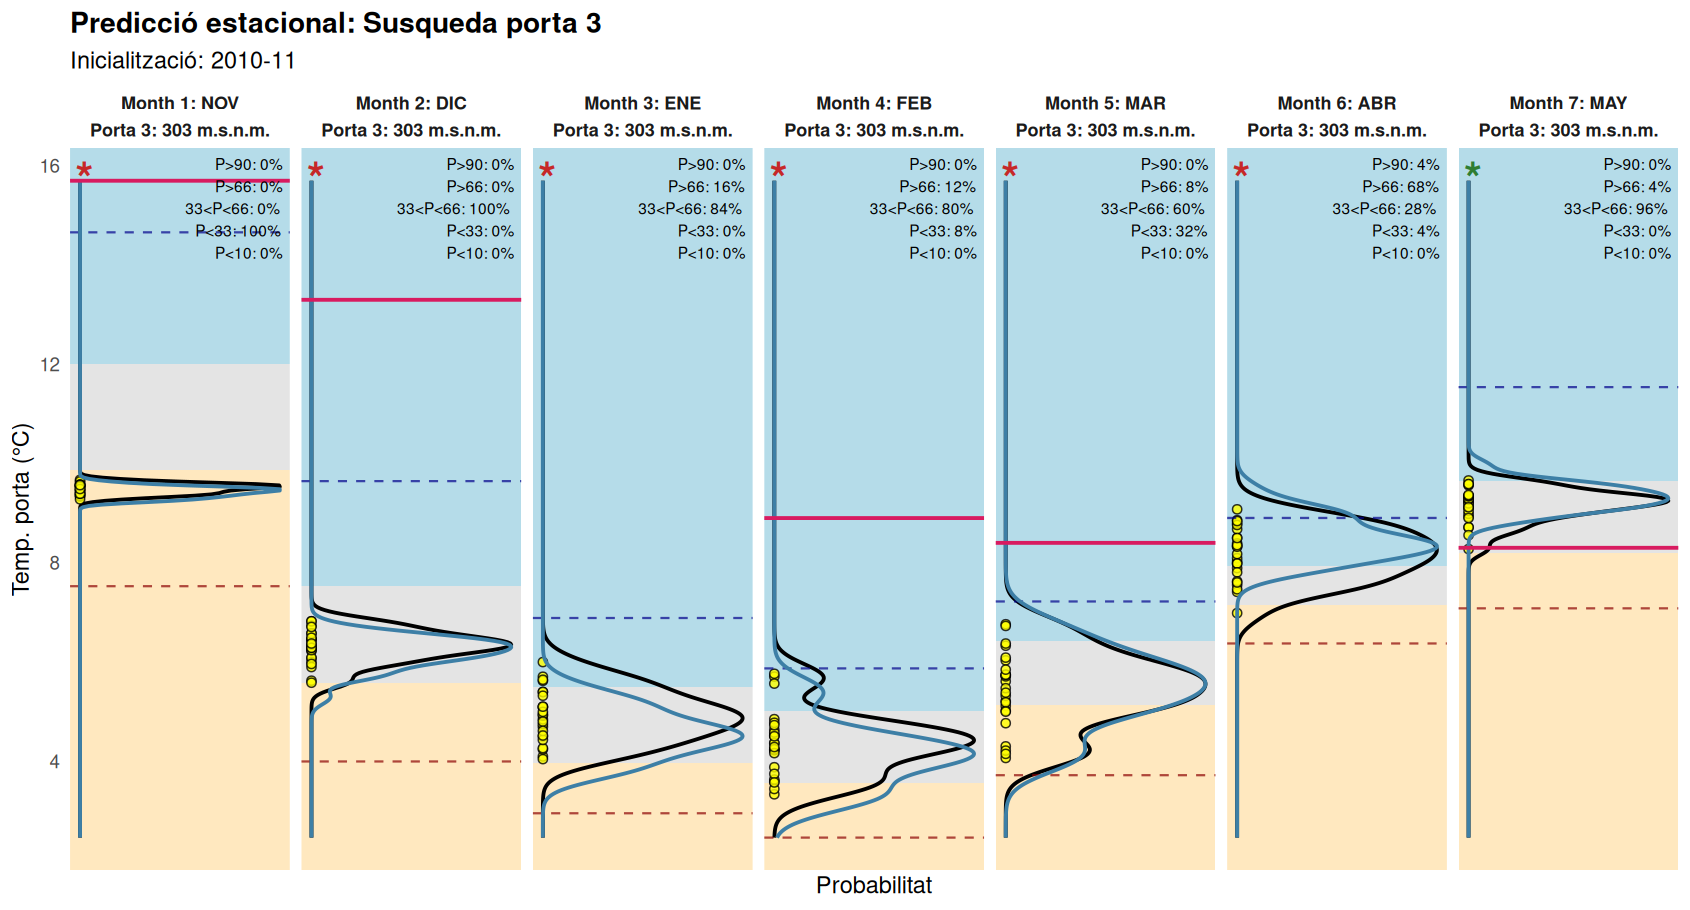 Predicció estacional: Susqueda porta 3
Inicialització: 2010-11
Month 1: NOV
Porta 3: 303 m.s.n.m.
Month 2: DIC
Porta 3: 303 m.s.n.m.
Month 3: ENE
Porta 3: 303 m.s.n.m.
Month 4: FEB
Porta 3: 303 m.s.n.m.
Month 5: MAR
Porta 3: 303 m.s.n.m.
Month 6: ABR
Porta 3: 303 m.s.n.m.
Month 7: MAY
Porta 3: 303 m.s.n.m.
Temp. porta (°C)
16
12
8
4
*
P>90: 0%
P>66: 0%
33<P<66: 0%
P<33: 100%
P<10: 0%
*
P>90: 0%
P>66: 0%
33<P<66: 100%
P<33: 0%
P<10: 0%
*
P>90: 0%
P>66: 16%
33<P<66: 84%
P<33: 0%
P<10: 0%
*
P>90: 0%
P>66: 12%
33<P<66: 80%
P<33: 8%
P<10: 0%
*
P>90: 0%
P>66: 8%
33<P<66: 60%
P<33: 32%
P<10: 0%
*
P>90: 4%
P>66: 68%
33<P<66: 28%
P<33: 4%
P<10: 0%
*
P>90: 0%
P>66: 4%
33<P<66: 96%
P<33: 0%
P<10: 0%
Probabilitat